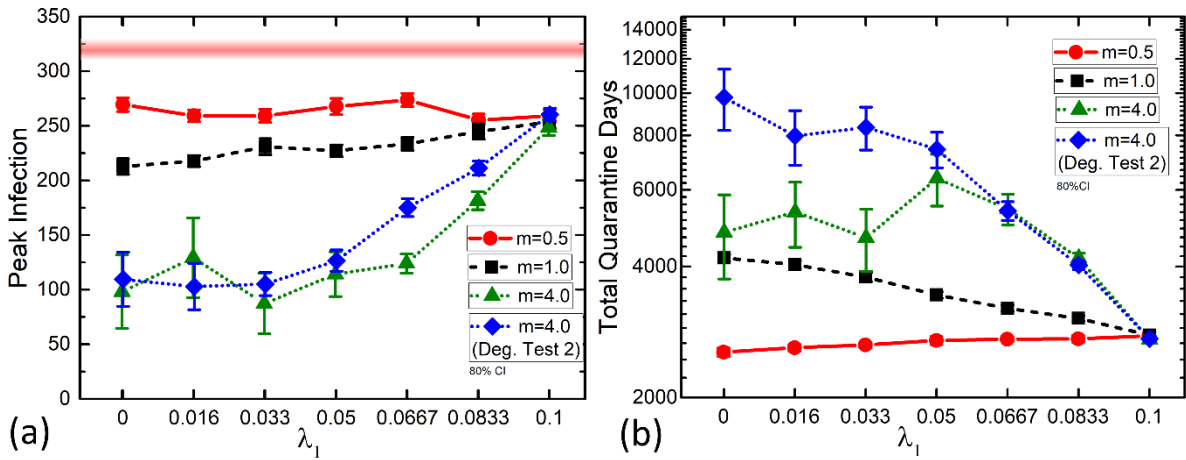 350
300
250
200
150
100
50
0
Peak Infection
m=0.5
m=1.0
m=4.0
m=4.0
(Deg. Test 2)
80% CI
0 0.016 0.033 0.05 0.0667 0.0833 0.1
(a) λ1
14000
12000
10000
8000
6000
4000
2000
Total Quarantine Days
m=0.5
m=1.0
m=4.0
m=4.0
(Deg. Test 2)
80%CI
0 0.016 0.033 0.05 0.0667 0.0833 0.1
(b) λ1